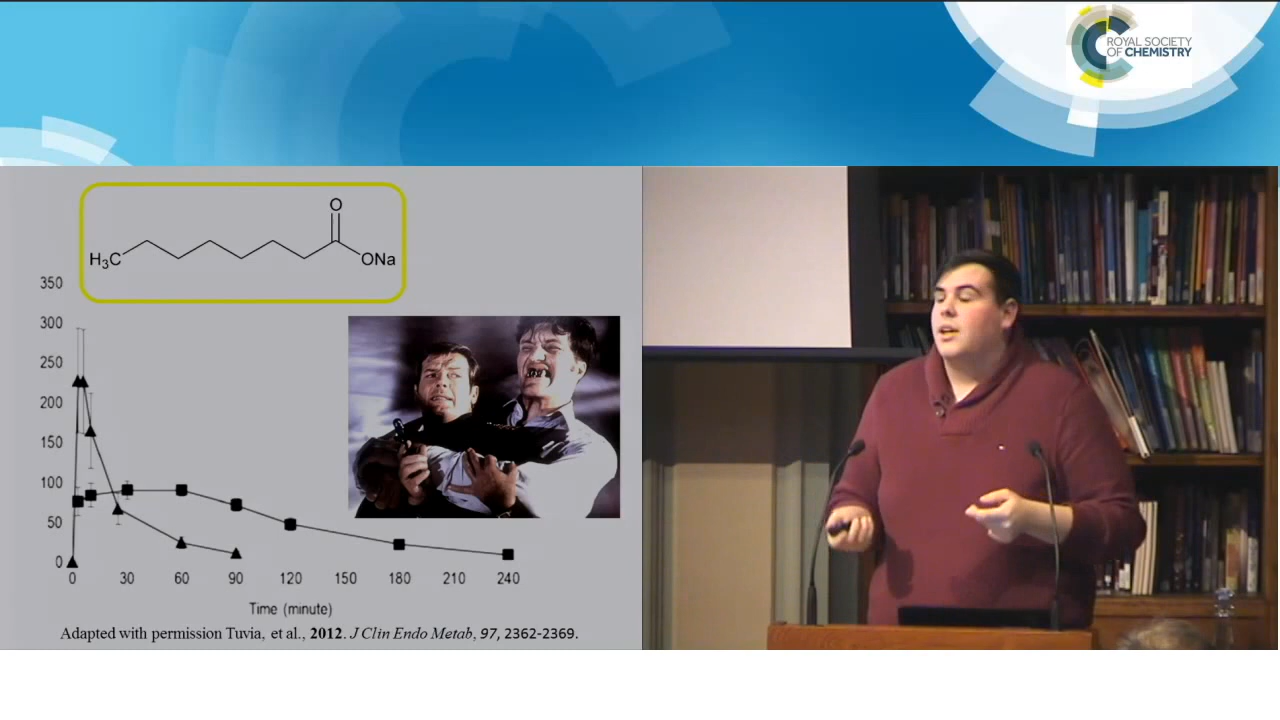 ROYAL SOCIETY
OF CHEMISTRY
O
H3C
ONa
350
300
250
200
150
100
50
0
0 30 60 90 120 150 180 210 240
Time (minute)
Adapted with permission Tuvia, et al., 2012. J Clin Endo Metab, 97, 2362-2369.